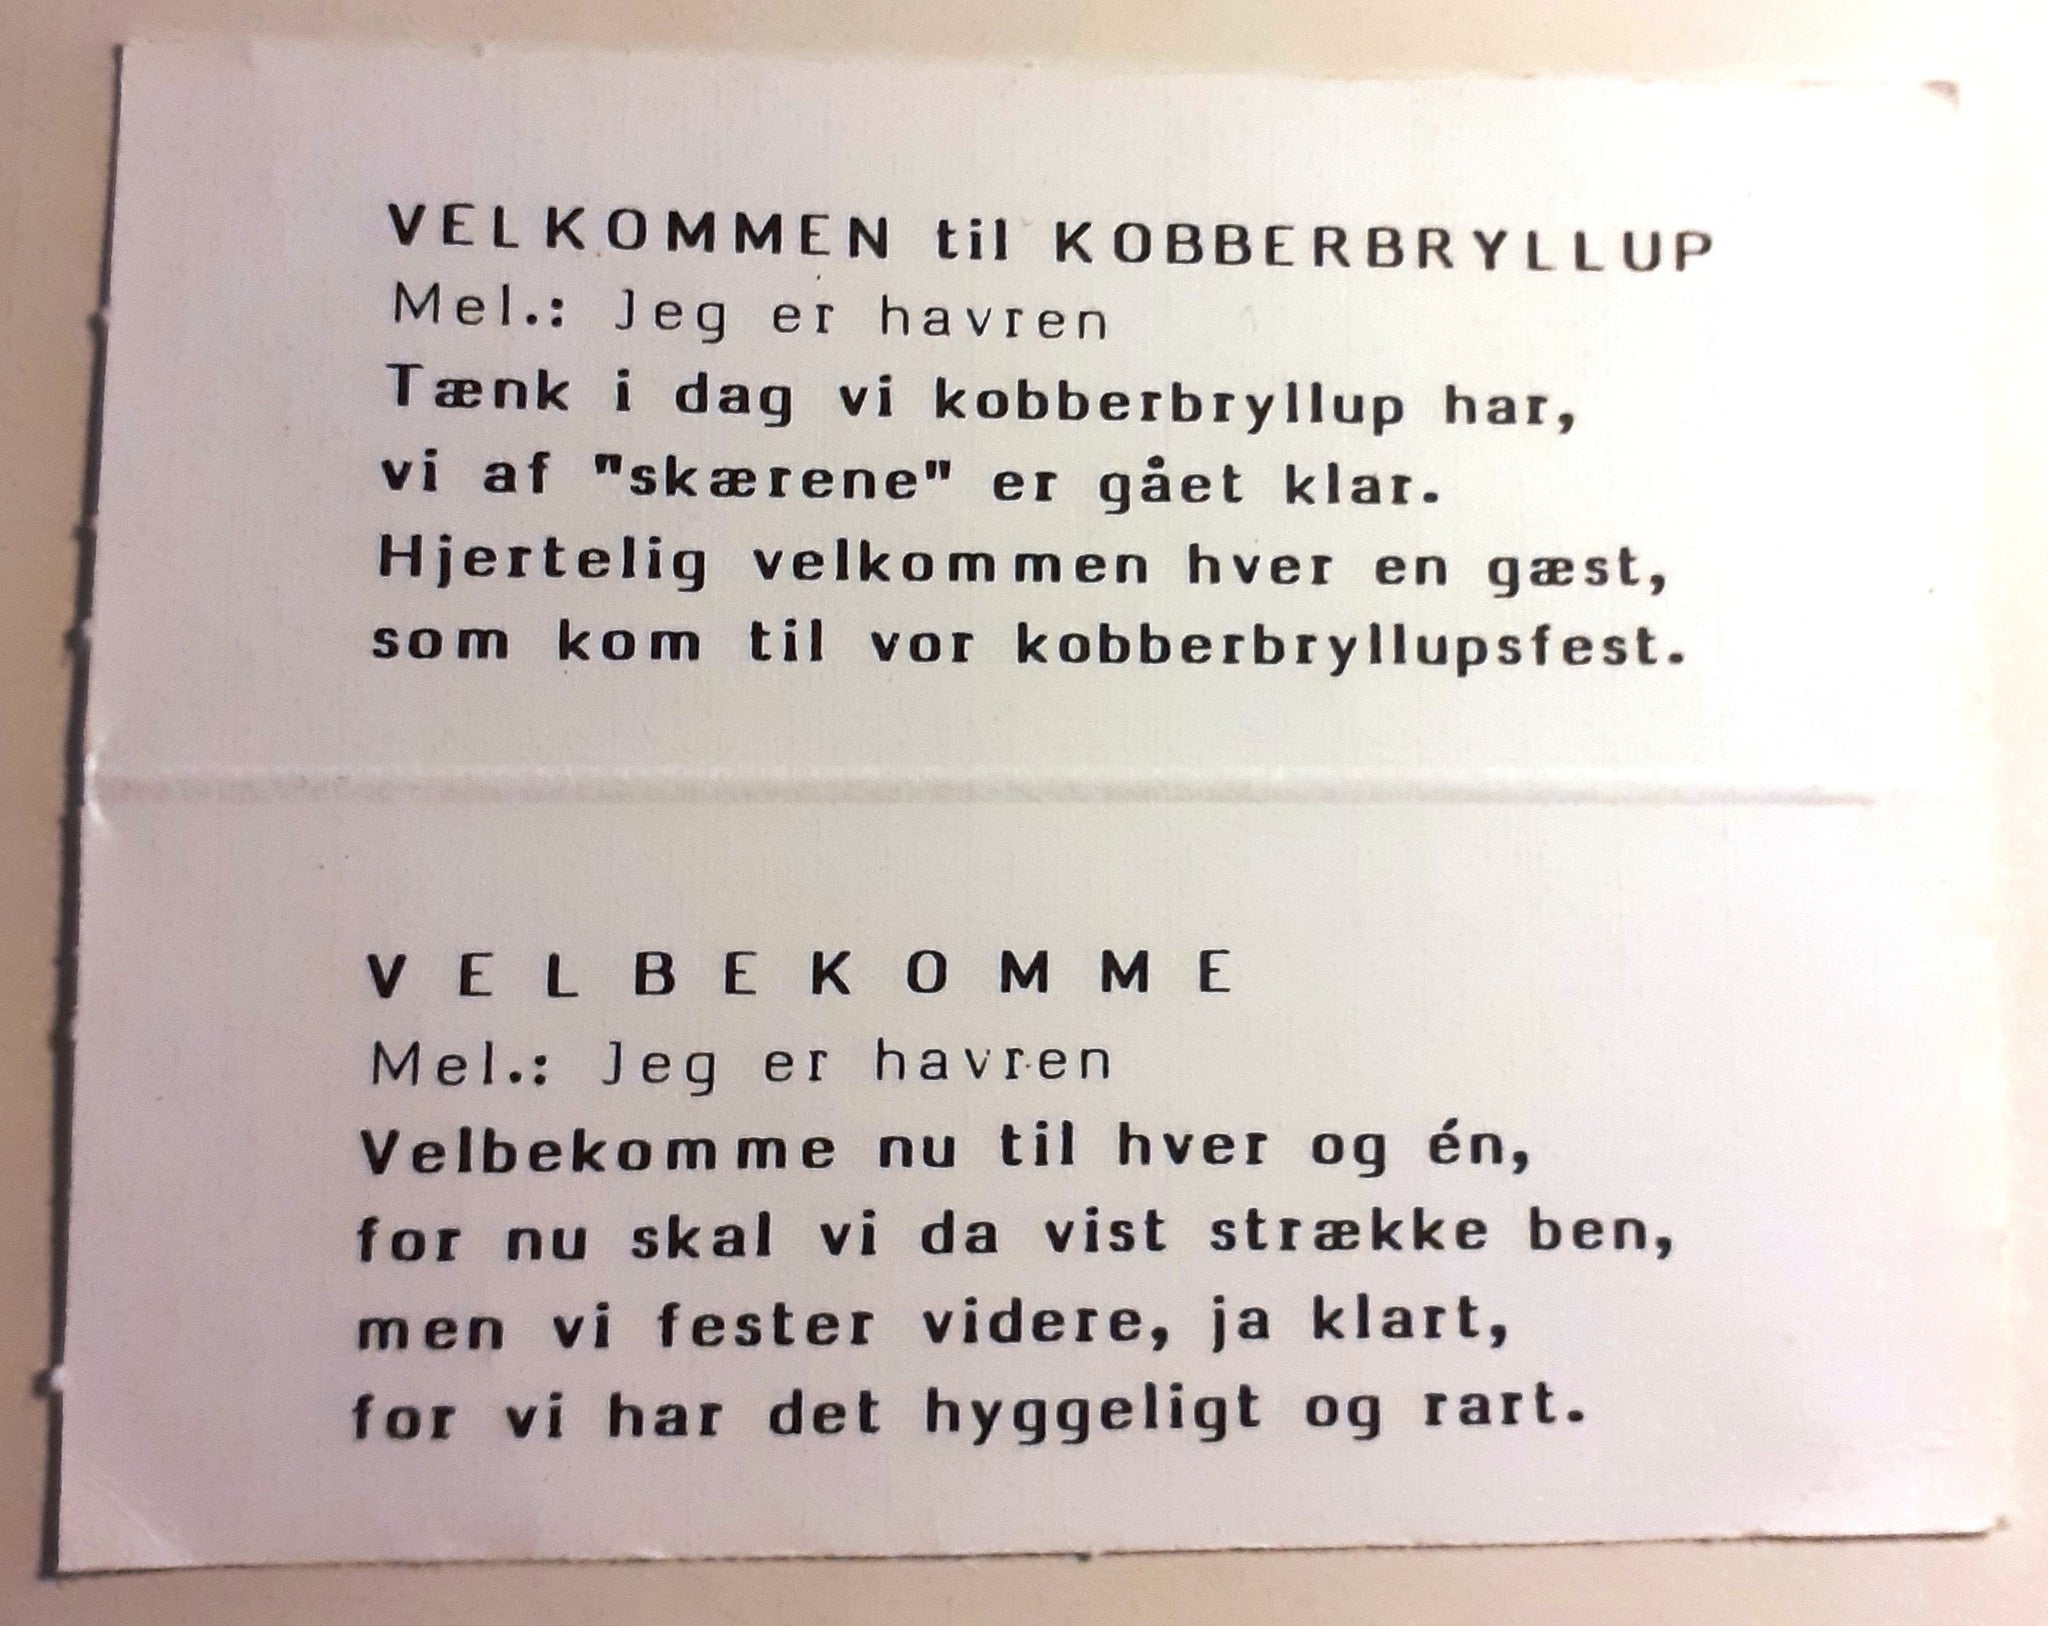 VELKOMMEN til KOBBERBRYLLUP
Mel.: Jeg er havren
Tænk i dag vi kobberbryllup har,
vi af "skærene" er gået klar.
Hjertelig velkommen hver en gæst,
som kom til vor kobberbryllupsfest.
VELBEKOMME
Mel.: Jeg er havren
Velbekomme nu til hver og én,
for nu skal vi da vist strække ben,
men vi fester videre, ja klart,
for vi har det hyggeligt og rart.